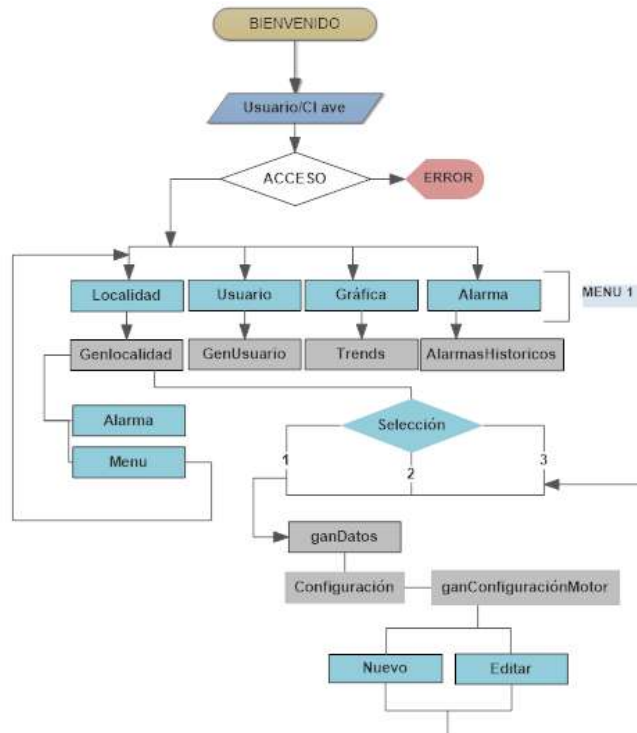 BIENVENIDO
Usuario/Cl ave
ACCESO
ERROR
Localidad
Usuario
Gráfica
Alarma
MENU 1
Genlocalidad
GenUsuario
Trends
AlarmasHistoricos
Alarma
Menu
Selección
1
2
3
ganDatos
Configuración
ganConfiguraciónMotor
Nuevo
Editar